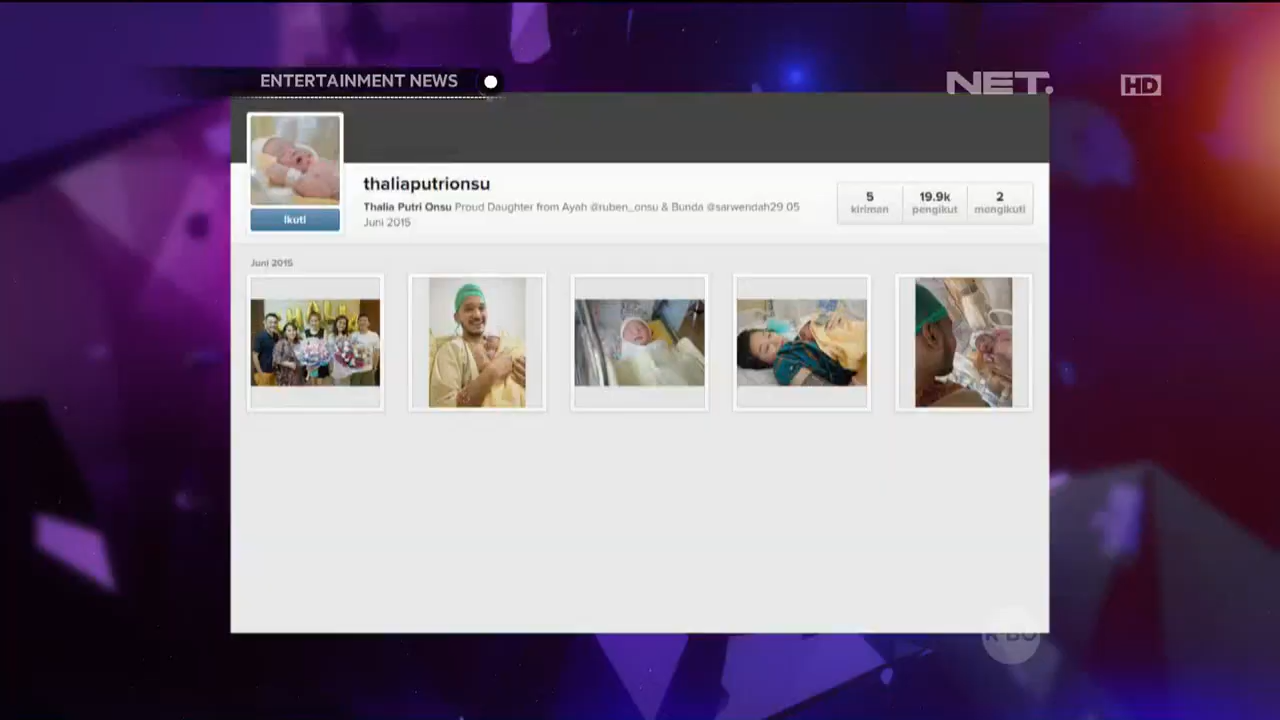 ENTERTAINMENT NEWS
NET.
HD
thaliaputrionsu
Thalia Putri Onsu Proud Daughter from Ayah @ruben_onsu & Bunda @sarwendah29 05
Juni 2015
5
kiriman
19.9k
pengikut
2
mengikuti
Ikuti
Juni 2015